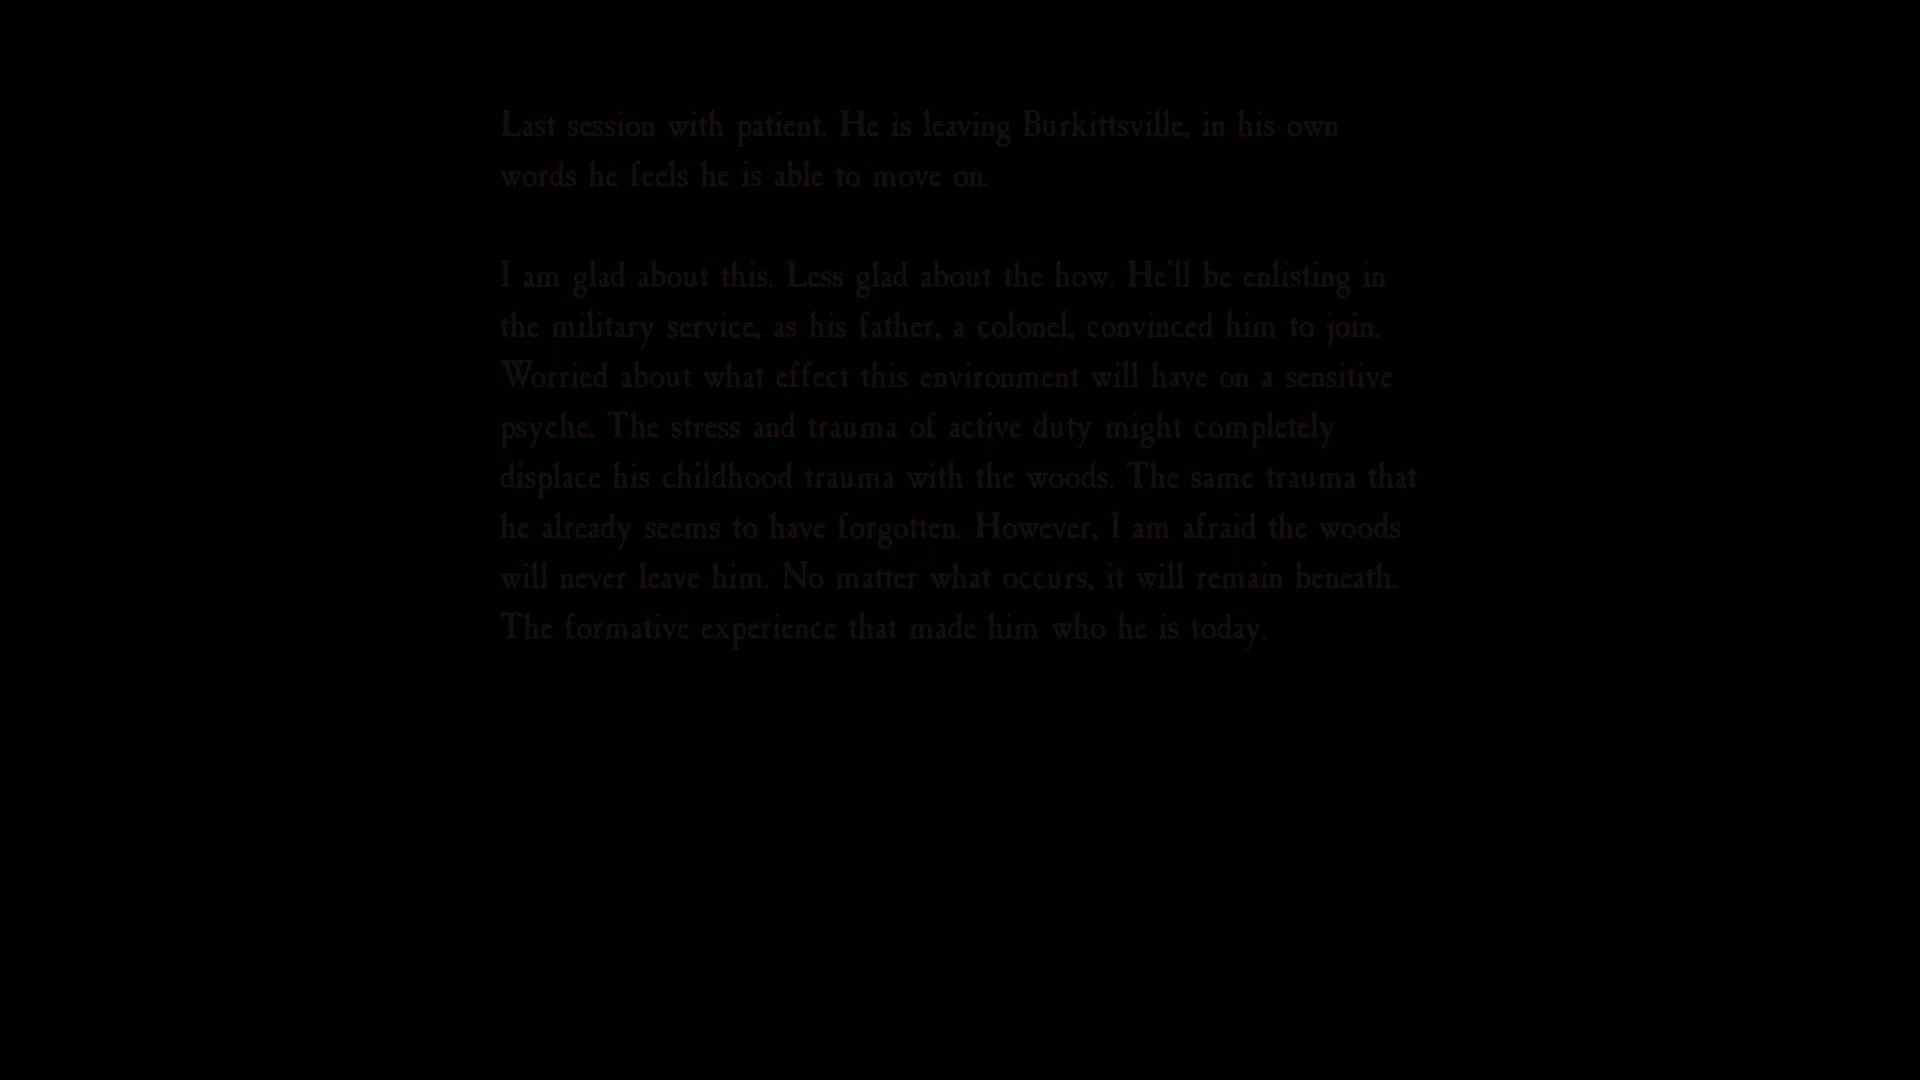 Last session with patient. He is leaving Burkittsville, in his own
words he feels he is able to move on.
I am glad about this. Less glad about the how. He'll be enlisting in
the military service, as his father, a colonel, convinced him to join.
Worried about what effect this environment will have on a sensitive
psyche. The stress and trauma of active duty might completely
displace his childhood trauma with the woods. The same trauma that
he already seems to have forgotten. However, I am afraid the woods
will never leave him. No matter what occurs, it will remain beneath.
The formative experience that made him who he is today.